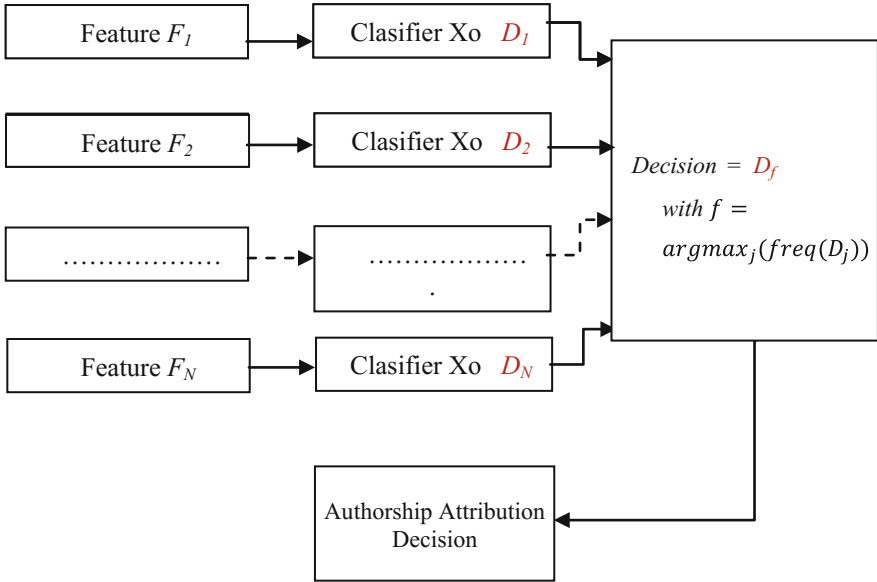 Feature F1
Clasifier Xo D1
Feature F2
Clasifier Xo D2
Decision = Df
with f =
argmaxj(freq(Dj))
………………
………………
.
Feature FN
Clasifier Xo DN
Authorship Attribution
Decision